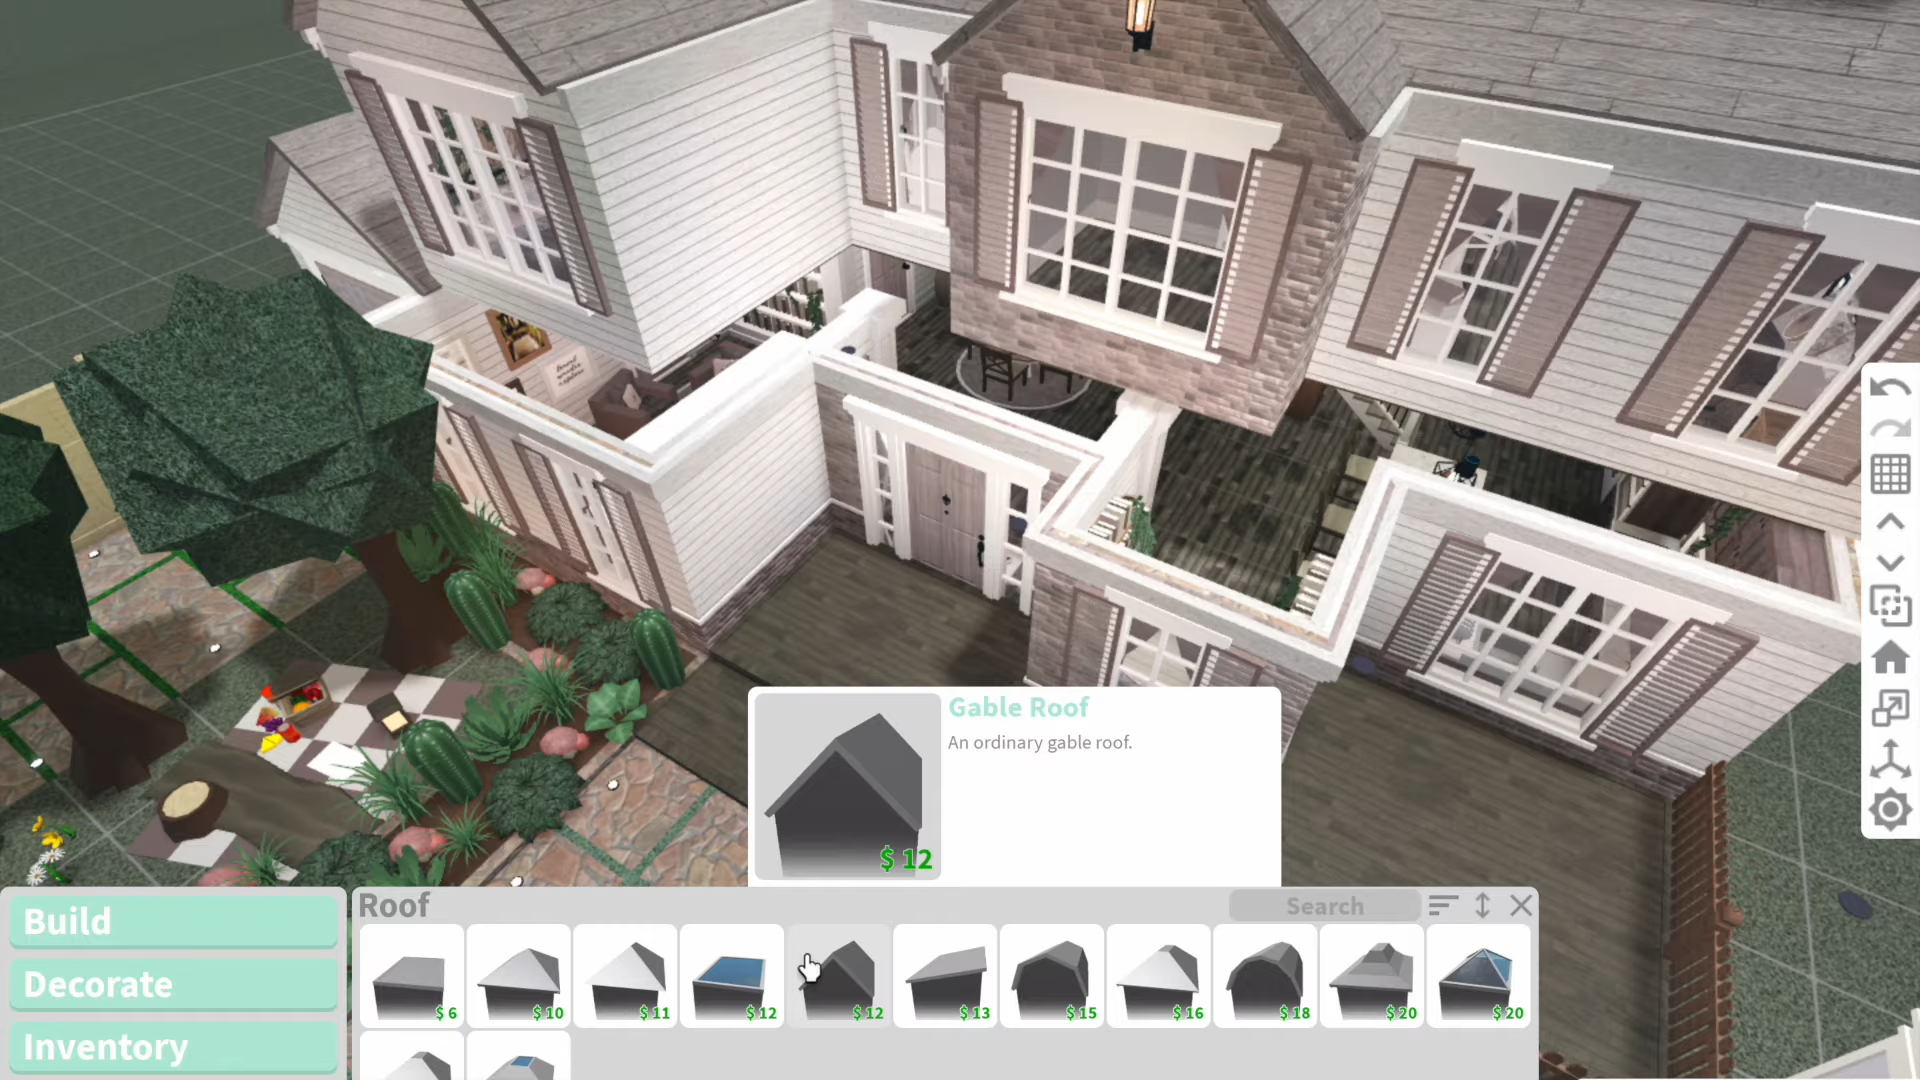 Gable Roof
An ordinary gable roof.
$ 12
Build
Decorate
Inventory
Roof
Search
$ 6
$ 10
$ 11
$ 12
$ 12
$ 13
$ 15
$ 16
$ 18
$ 20
$ 20